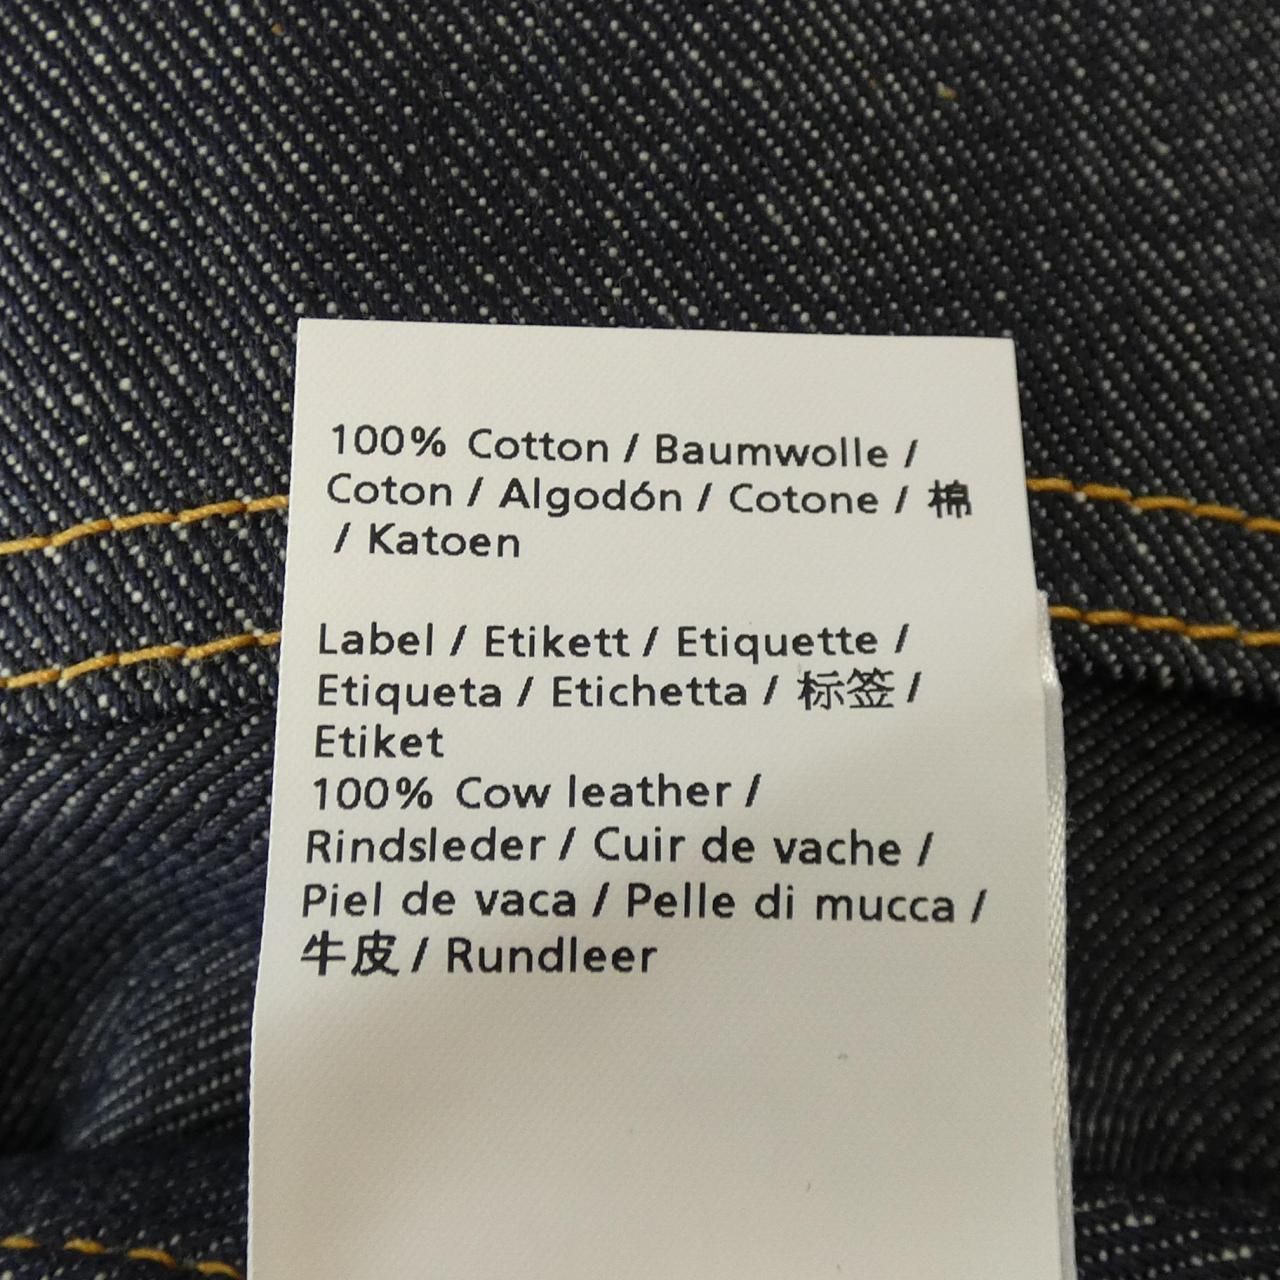 100% Cotton / Baumwolle /
Coton / Algodón / Cotone / 棉
/ Katoen
Label / Etikett / Etiquette /
Etiqueta / Etichetta / 标签 /
Etiket
100% Cow leather /
Rindsleder / Cuir de vache /
Piel de vaca / Pelle di mucca /
牛皮 / Rundleer